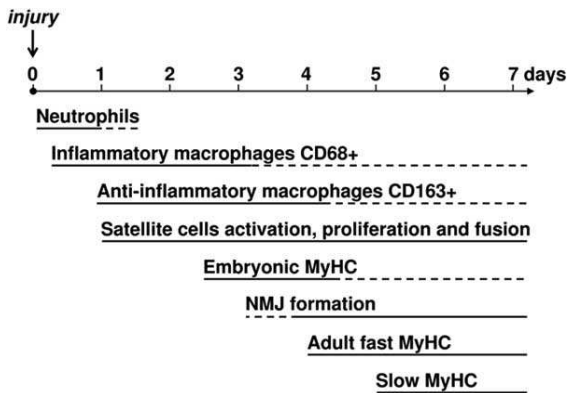 injury
0 1 2 3 4 5 6 7 days
Neutrophils
Inflammatory macrophages CD68+
Anti-inflammatory macrophages CD163+
Satellite cells activation, proliferation and fusion
Embryonic MyHC
NMJ formation
Adult fast MyHC
Slow MyHC